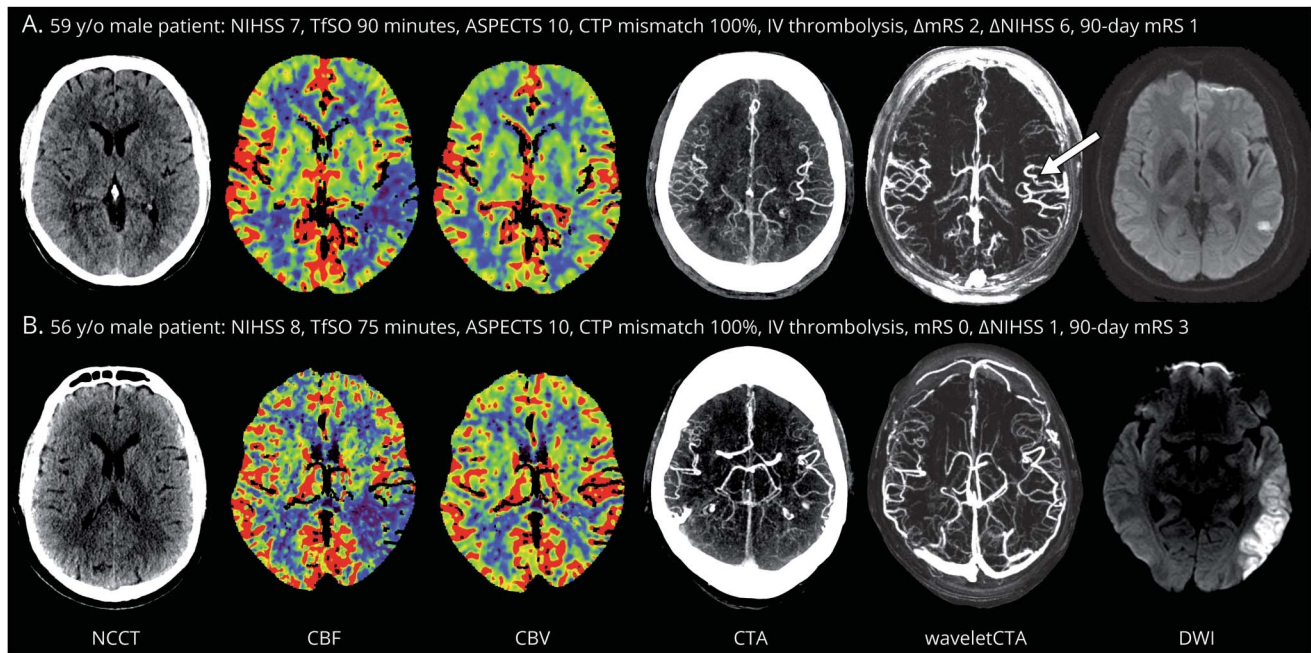 A. 59 y/o male patient: NIHSS 7, TfSO 90 minutes, ASPECTS 10, CTP mismatch 100%, IV thrombolysis, ΔmRS 2, ΔNIHSS 6, 90-day mRS 1
B. 56 y/o male patient: NIHSS 8, TfSO 75 minutes, ASPECTS 10, CTP mismatch 100%, IV thrombolysis, mRS 0, ΔNIHSS 1, 90-day mRS 3
NCCT CBF CBV CTA waveletCTA DWI